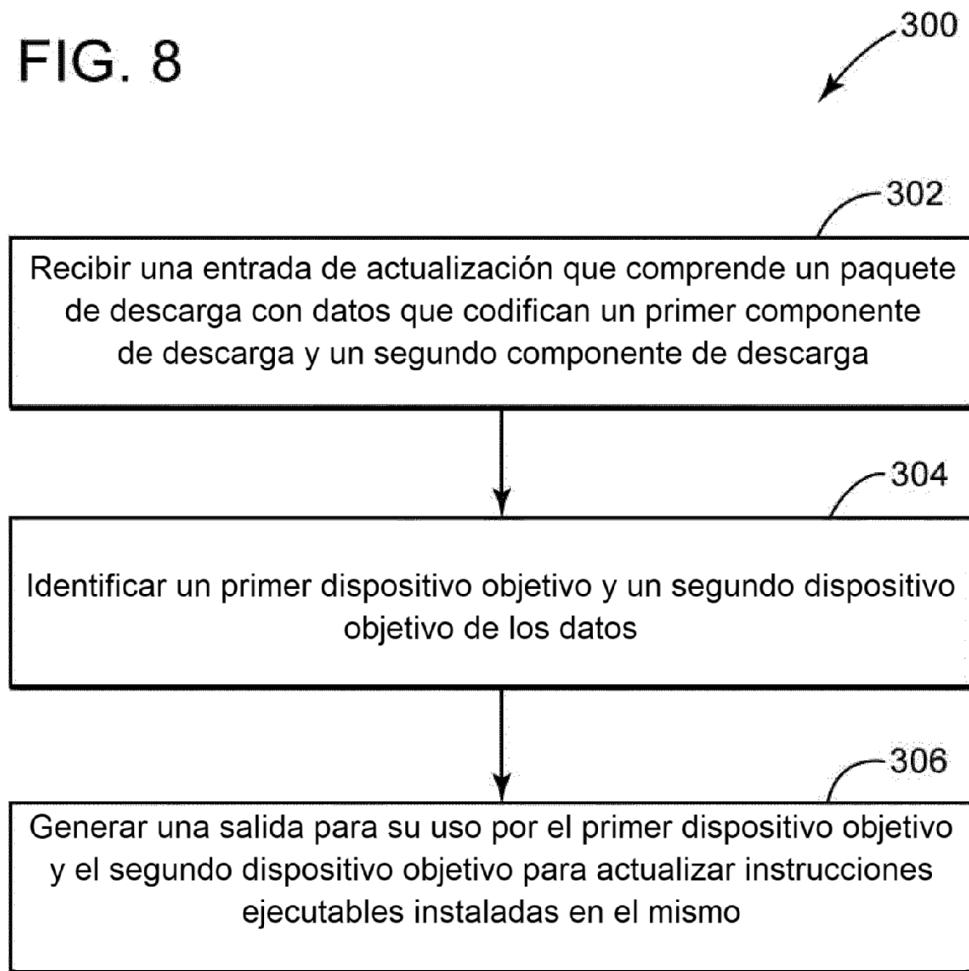 FIG. 8
300
302
Recibir una entrada de actualización que comprende un paquete
de descarga con datos que codifican un primer componente
de descarga y un segundo componente de descarga
304
Identificar un primer dispositivo objetivo y un segundo dispositivo
objetivo de los datos
306
Generar una salida para su uso por el primer dispositivo objetivo
y el segundo dispositivo objetivo para actualizar instrucciones
ejecutables instaladas en el mismo